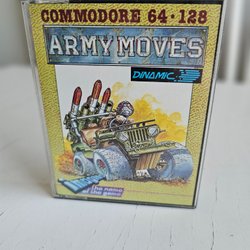 COMMODORE 64·128
ARMY MOVES
DINAMIC
the name
of the game